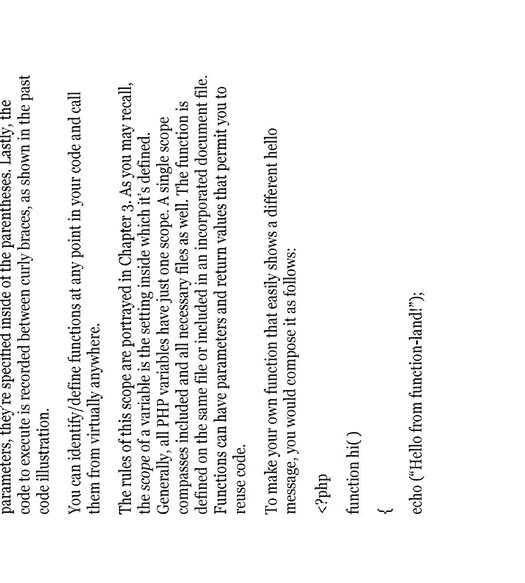 parameters, they're specified inside of the parentheses. Lastly, the
code to execute is recorded between curly braces, as shown in the past
code illustration.
You can identify/define functions at any point in your code and call
them from virtually anywhere.
The rules of this scope are portrayed in Chapter 3. As you may recall,
the scope of a variable is the setting inside which it's defined.
Generally, all PHP variables have just one scope. A single scope
compasses included and all necessary files as well. The function is
defined on the same file or included in an incorporated document file.
Functions can have parameters and return values that permit you to
reuse code.
To make your own function that easily shows a different hello
message, you would compose it as follows:
<?php
function hi( )
{
echo (“Hello from function-land!”);